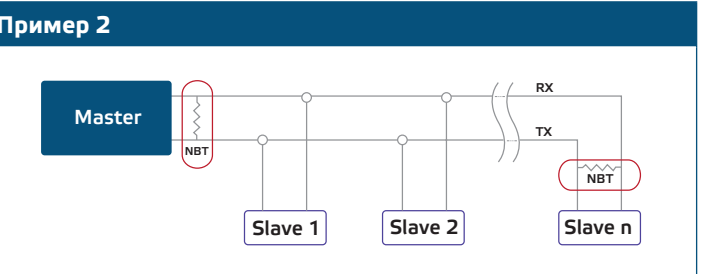 Пример 2
Master
NBT
RX
TX
NBT
Slave 1
Slave 2
Slave n